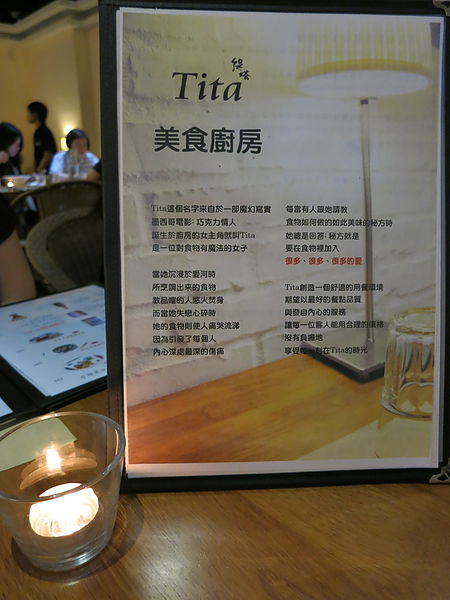 緹塔
Tita
美食廚房
Tita這個名字來自於一部魔幻寫實
墨西哥電影:巧克力情人
誕生於廚房的女主角就叫Tita
是一位對食物有魔法的女子
當她沉浸於愛河時
所烹調出來的食物
教品嚐的人慾火焚身
而當她失戀心碎時
她的食物則使人痛哭流涕
因為引發了每個人
內心深處最深的傷痛
每當有人跟她請教
食物如何做的如此美味的秘方時
她總是回答:秘方就是
要在食物裡加入
很多、很多、很多的愛
Tita創造一個舒適的用餐環境
期望以最好的餐點品質
與發自內心的服務
讓每一位客人能用合理的價格
沒有負擔地
享受每一刻在Tita的時光